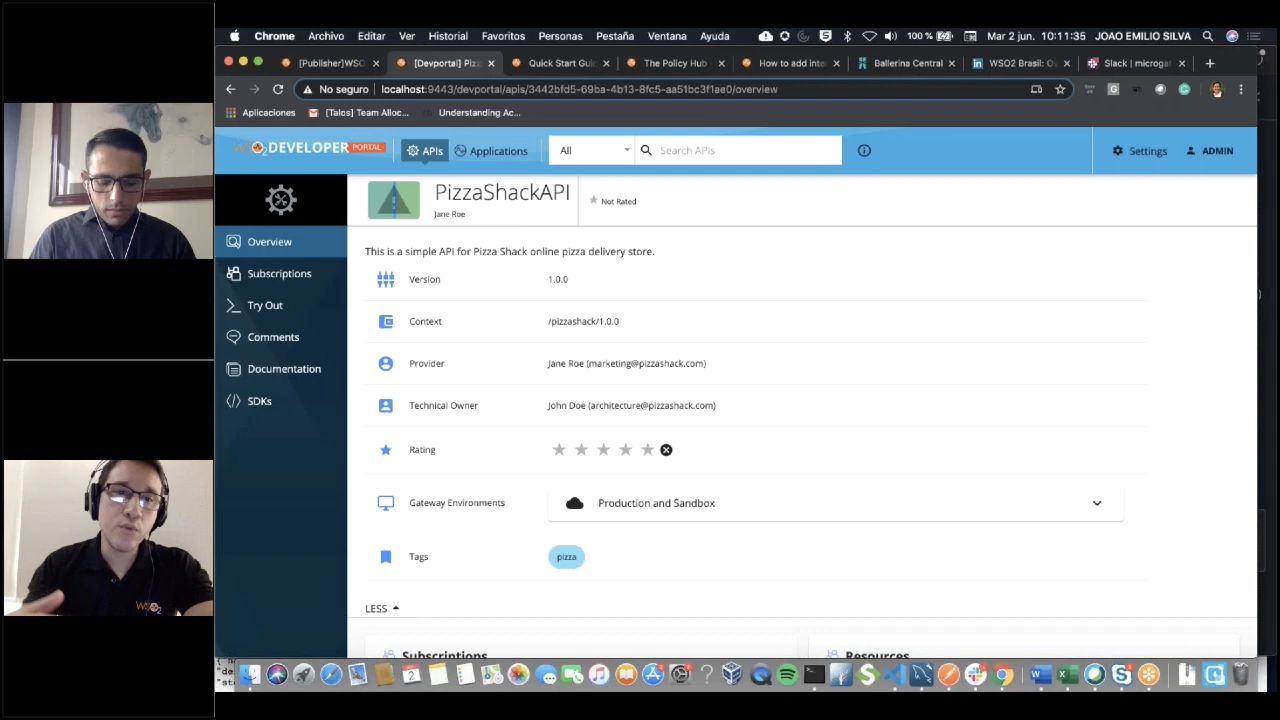 Chrome Archivo Editar Ver Historial Favoritos Personas Pestaña Ventana Ayuda 100 % Mar 2 jun. 10:11:35 JOAO EMILIO SILVA
[Publisher]WSO [Devportal] Piz Quick Start Gui The Policy Hub - How to add inte Ballerina Central WSO2 Brasil: Ov Slack | microgat
No seguro localhost:9443/devportal/apis/3442bfd5-69ba-4b13-8fc5-aa51bc3f1ae0/overview
Aplicaciones [Talos] Team Alloc... Understanding Ac...
WSO2 DEVELOPER PORTAL APIs Applications All Search APIs Settings ADMIN
PizzaShackAPI
Jane Roe
Not Rated
Overview
Subscriptions
Try Out
Comments
Documentation
SDKs
This is a simple API for Pizza Shack online pizza delivery store.
Version 1.0.0
Context /pizzashack/1.0.0
Provider Jane Roe (marketing@pizzashack.com)
Technical Owner John Doe (architecture@pizzashack.com)
Rating
Gateway Environments Production and Sandbox
Tags pizza
LESS
Subscriptions Resources
WSO2